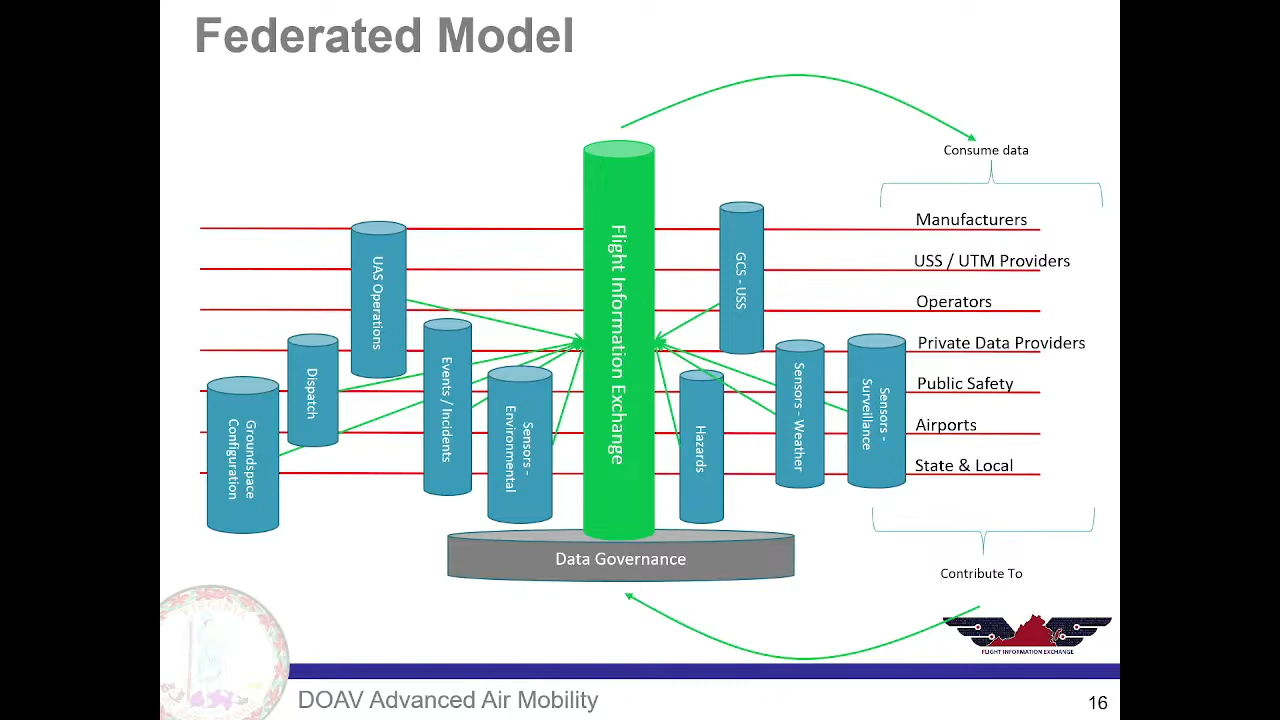 Federated Model
Consume data
Manufacturers
USS / UTM Providers
Operators
Private Data Providers
Public Safety
Airports
State & Local
Contribute To
Groundspace
Configuration
Dispatch
UAS Operations
Events / Incidents
Sensors -
Environmental
Flight Information Exchange
Hazards
GCS - USS
Sensors - Weather
Sensors -
Surveillance
Data Governance
FLIGHT INFORMATION EXCHANGE
DOAV Advanced Air Mobility
16